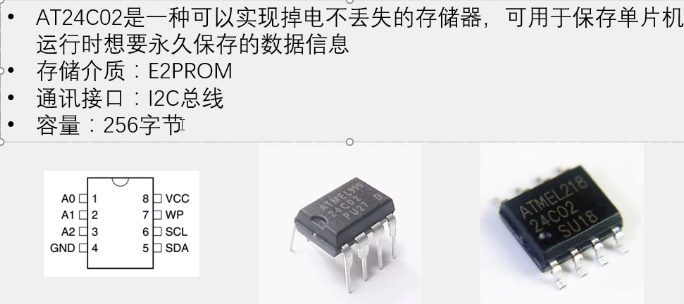 • AT24C02是一种可以实现掉电不丢失的存储器，可用于保存单片机
运行时想要永久保存的数据信息
• 存储介质：E2PROM
• 通讯接口：I2C总线
• 容量：256字节
A0 1 8 VCC
A1 2 7 WP
A2 3 6 SCL
GND 4 5 SDA
ATMEL
24C02
PU27 D
ATMEL218
24C02
SU18